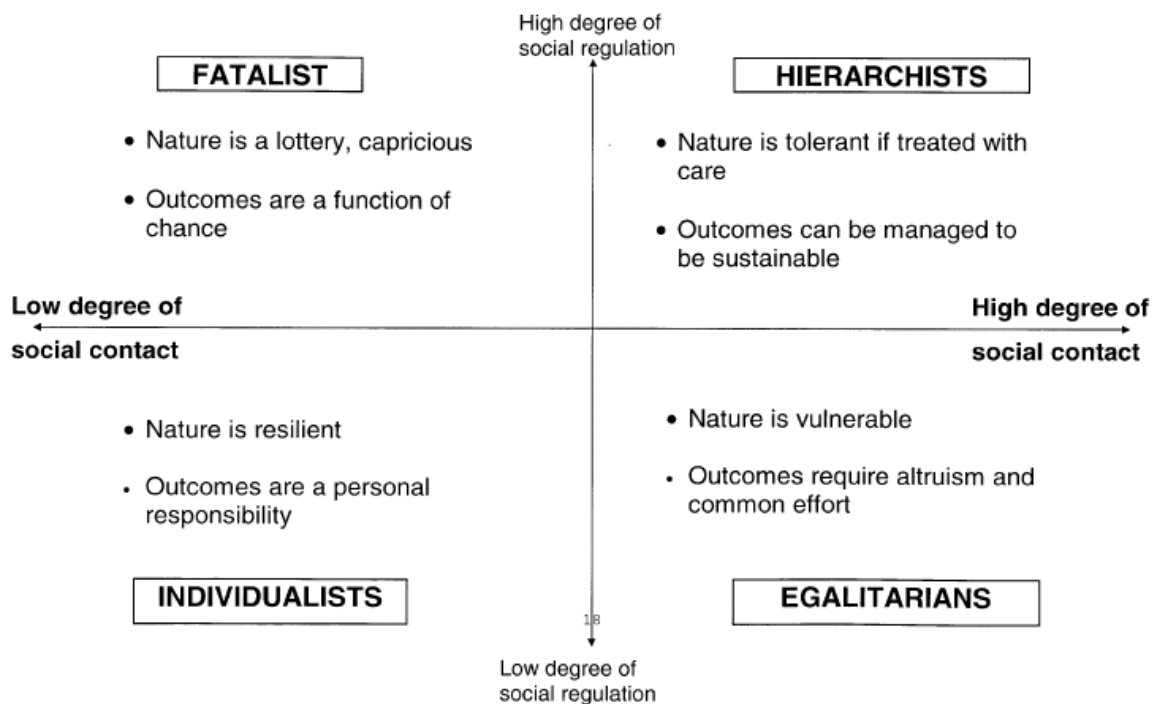 High degree of
social regulation
FATALIST
• Nature is a lottery, capricious
• Outcomes are a function of
chance
HIERARCHISTS
• Nature is tolerant if treated with
care
• Outcomes can be managed to
be sustainable
Low degree of
social contact
High degree of
social contact
• Nature is resilient
• Outcomes are a personal
responsibility
INDIVIDUALISTS
• Nature is vulnerable
• Outcomes require altruism and
common effort
EGALITARIANS
18
Low degree of
social regulation